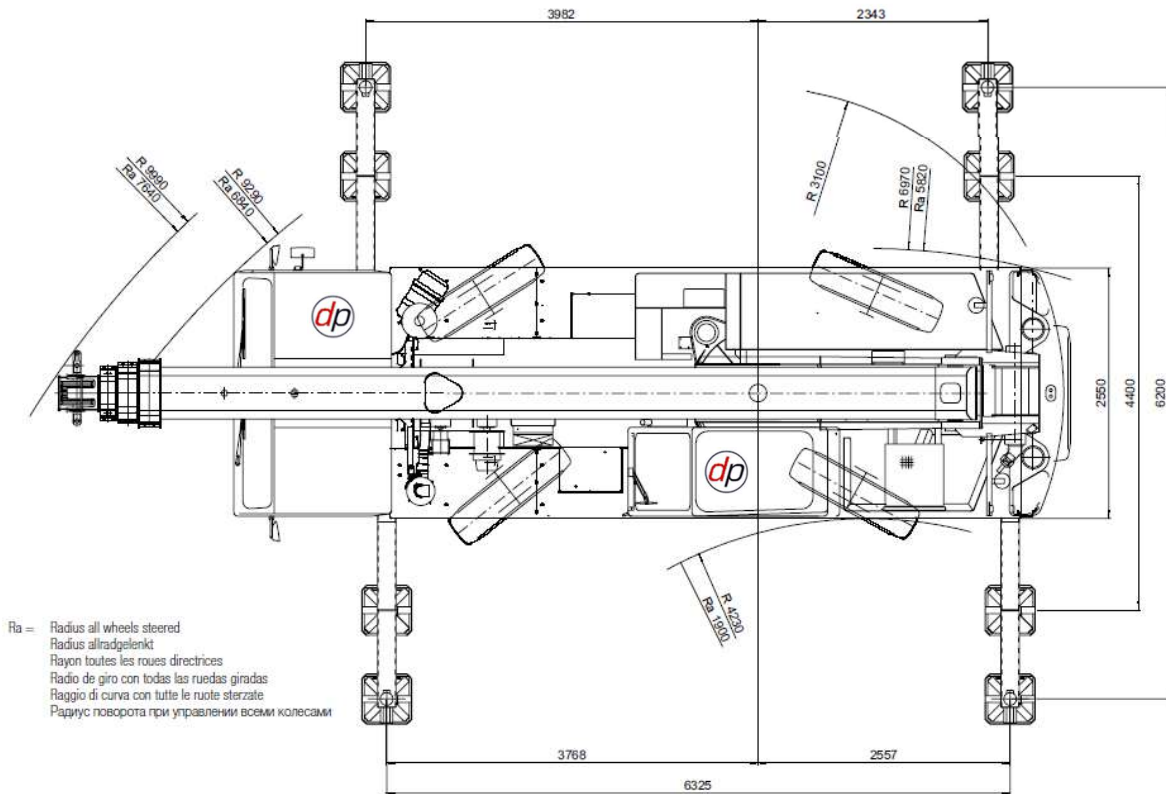 3982
2343
R 9990
Ra 7640
R 9290
Ra 6840
R 3100
R 6970
Ra 5820
dp
2550
4400
6200
dp
R 4230
Ra 1900
Ra = Radius all wheels steered
Radius allradgelenkt
Rayon toutes les roues directrices
Radio de giro con todas las ruedas giradas
Raggio di curva con tutte le ruote sterzate
Радиус поворота при управлении всеми колесами
3768
2557
6325